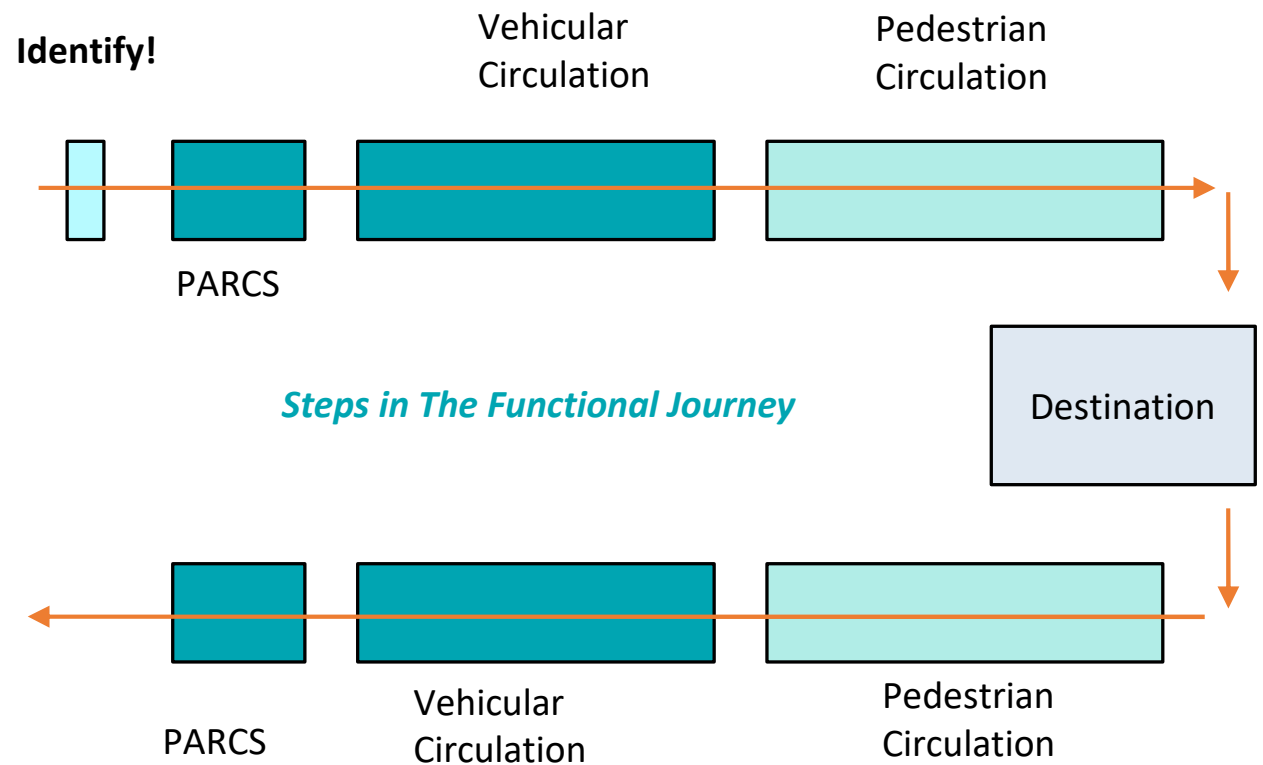 Identify!
Vehicular
Circulation
Pedestrian
Circulation
PARCS
Steps in The Functional Journey
Destination
PARCS
Vehicular
Circulation
Pedestrian
Circulation